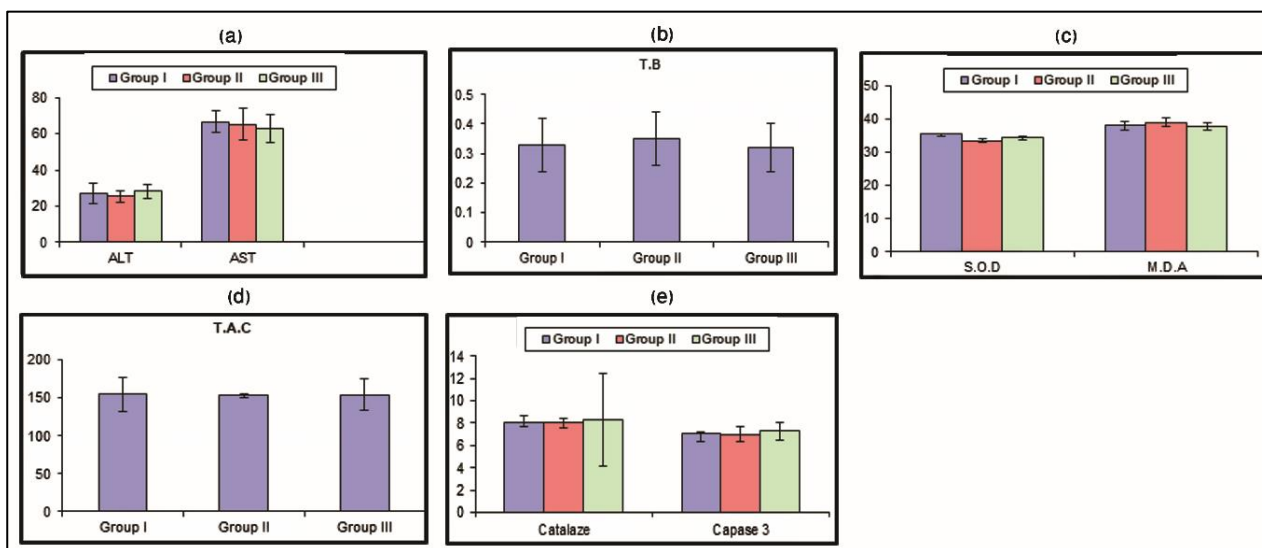 (a)
Group I Group II Group III
80
60
40
20
0
ALT AST
(b)
T.B
0.5
0.4
0.3
0.2
0.1
0
Group I Group II Group III
(c)
Group I Group II Group III
50
40
30
20
10
0
S.O.D M.D.A
(d)
T.A.C
200
150
100
50
0
Group I Group II Group III
(e)
Group I Group II Group III
14
12
10
8
6
4
2
0
Catalaze Capase 3